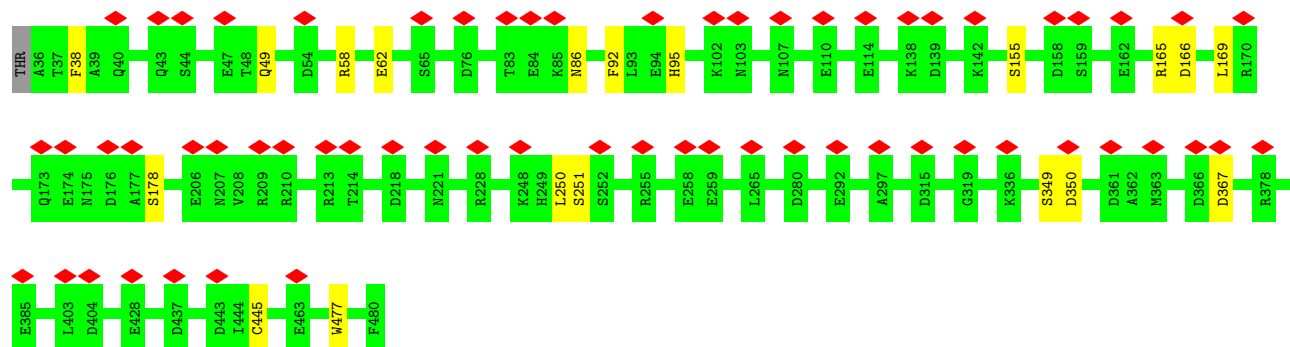 THR A36 T37 F38 A39 Q40 Q43 S44 E47 T48 Q49 D54 R58 E62 S65 D76 T83 E84 K85 N86 F92 L93 E94 H95 K102 N103 N107 E110 E114 K138 D139 K142 S155 D158 S159 E162 R165 D166 L169 R170
Q173 E174 N175 D176 A177 S178 E206 N207 V208 R209 R210 R213 T214 D218 N221 R228 K248 H249 L250 S251 S252 R255 E258 E259 L265 D280 E292 A297 D315 G319 K336 S349 D350 D361 A362 M363 D366 D367 R378
E385 L403 D404 E428 D437 D443 I444 C445 E463 W477 F480